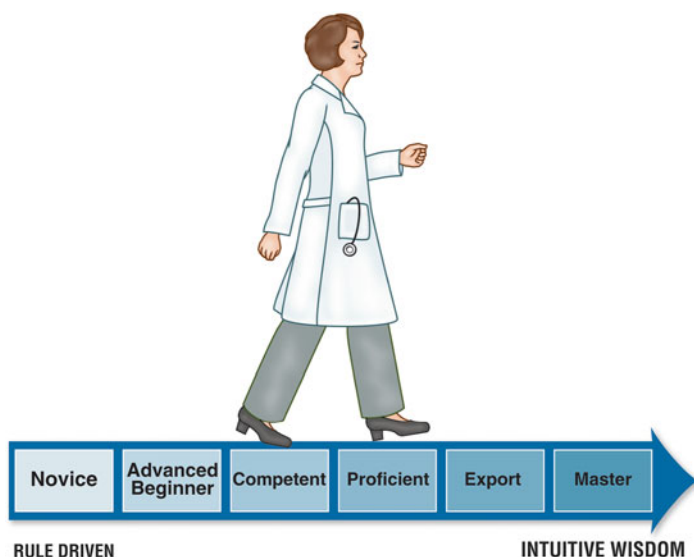 Novice
Advanced
Beginner
Competent
Proficient
Export
Master
RULE DRIVEN
INTUITIVE WISDOM